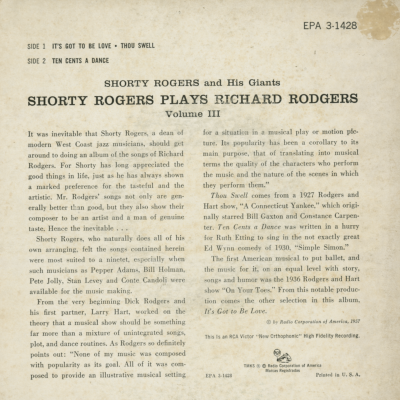 EPA 3-1428
SIDE 1 IT'S GOT TO BE LOVE • THOU SWELL
SIDE 2 TEN CENTS A DANCE
SHORTY ROGERS and His Giants
SHORTY ROGERS PLAYS RICHARD RODGERS
Volume III
It was inevitable that Shorty Rogers, a dean of
modern West Coast jazz musicians, should get
around to doing an album of the songs of Richard
Rodgers. For Shorty has long appreciated the
good things in life, just as he has always shown
a marked preference for the tasteful and the
artistic. Mr. Rodgers' songs not only are gen-
erally better than good, but they also show their
composer to be an artist and a man of genuine
taste. Hence the inevitable . . .
Shorty Rogers, who naturally does all of his
own arranging, felt the songs contained herein
were most suited to a nine­tet, especially when
such musicians as Pepper Adams, Bill Holman,
Pete Jolly, Stan Levey and Conte Candoli were
available for the music making.
From the very beginning Dick Rodgers and
his first partner, Larry Hart, worked on the
theory that a musical show should be something
far more than a mixture of unintegrated songs,
plot, and dance routines. As Rodgers so definitely
points out: "None of my music was composed
with popularity as its goal. All of it was com-
posed to provide an illustrative musical setting
for a situation in a musical play or motion pic-
ture. Its popularity has been a corollary to its
main purpose, that of translating into musical
terms the quality of the characters who perform
the music and the nature of the scenes in which
they perform them."
Thou Swell comes from a 1927 Rodgers and
Hart show, "A Connecticut Yankee," which orig-
inally starred Bill Gaxton and Constance Carpen-
ter. Ten Cents a Dance was written in a hurry
for Ruth Etting to sing in the not exactly great
Ed Wynn comedy of 1930, "Simple Simon."
The first American musical to put ballet, and
the music for it, on an equal level with story,
songs and humor was the 1936 Rodgers and Hart
show "On Your Toes." From this notable produc-
tion comes the other selection in this album,
It's Got to Be Love.
© by Radio Corporation of America, 1957
This is an RCA Victor "New Orthophonic" High Fidelity Recording.
EPA 3-1428
TMKS ® © Radio Corporation of America
Marcas Registradas
Printed in U. S. A.